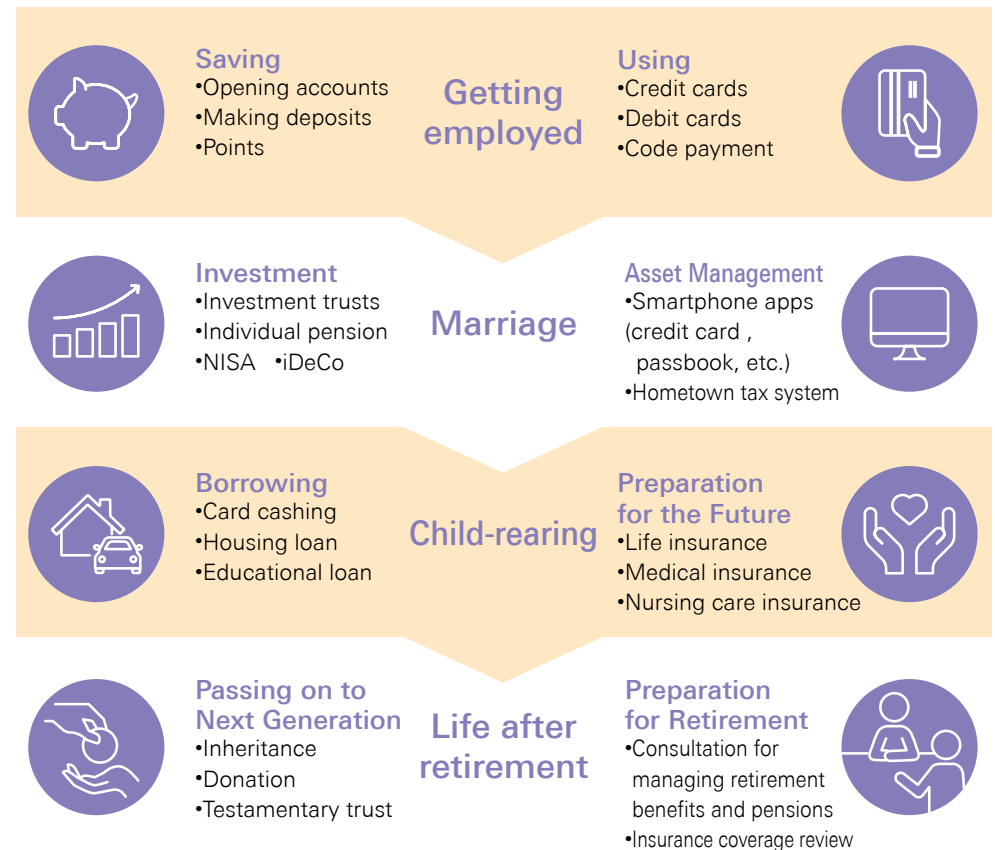 Saving
•Opening accounts
•Making deposits
•Points
Getting
employed
Using
•Credit cards
•Debit cards
•Code payment
Investment
•Investment trusts
•Individual pension
•NISA •iDeCo
Marriage
Asset Management
•Smartphone apps
(credit card ,
passbook, etc.)
•Hometown tax system
Borrowing
•Card cashing
•Housing loan
•Educational loan
Child-rearing
Preparation
for the Future
•Life insurance
•Medical insurance
•Nursing care insurance
Passing on to
Next Generation
•Inheritance
•Donation
•Testamentary trust
Life after
retirement
Preparation
for Retirement
•Consultation for
managing retirement
benefits and pensions
•Insurance coverage review